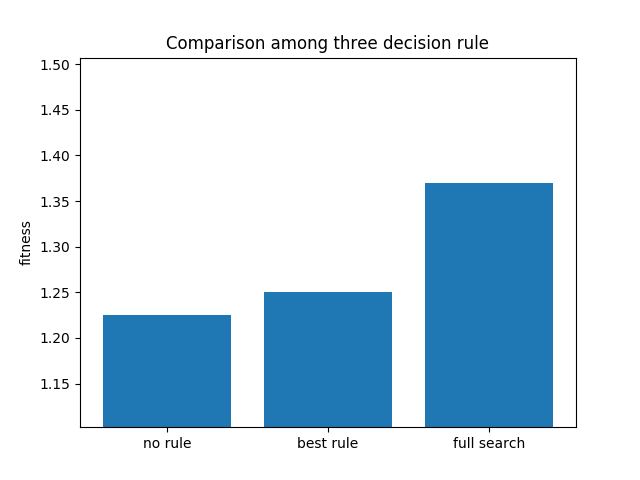 Comparison among three decision rule
1.50
1.45
1.40
1.35
1.30
1.25
1.20
1.15
fitness
no rule
best rule
full search